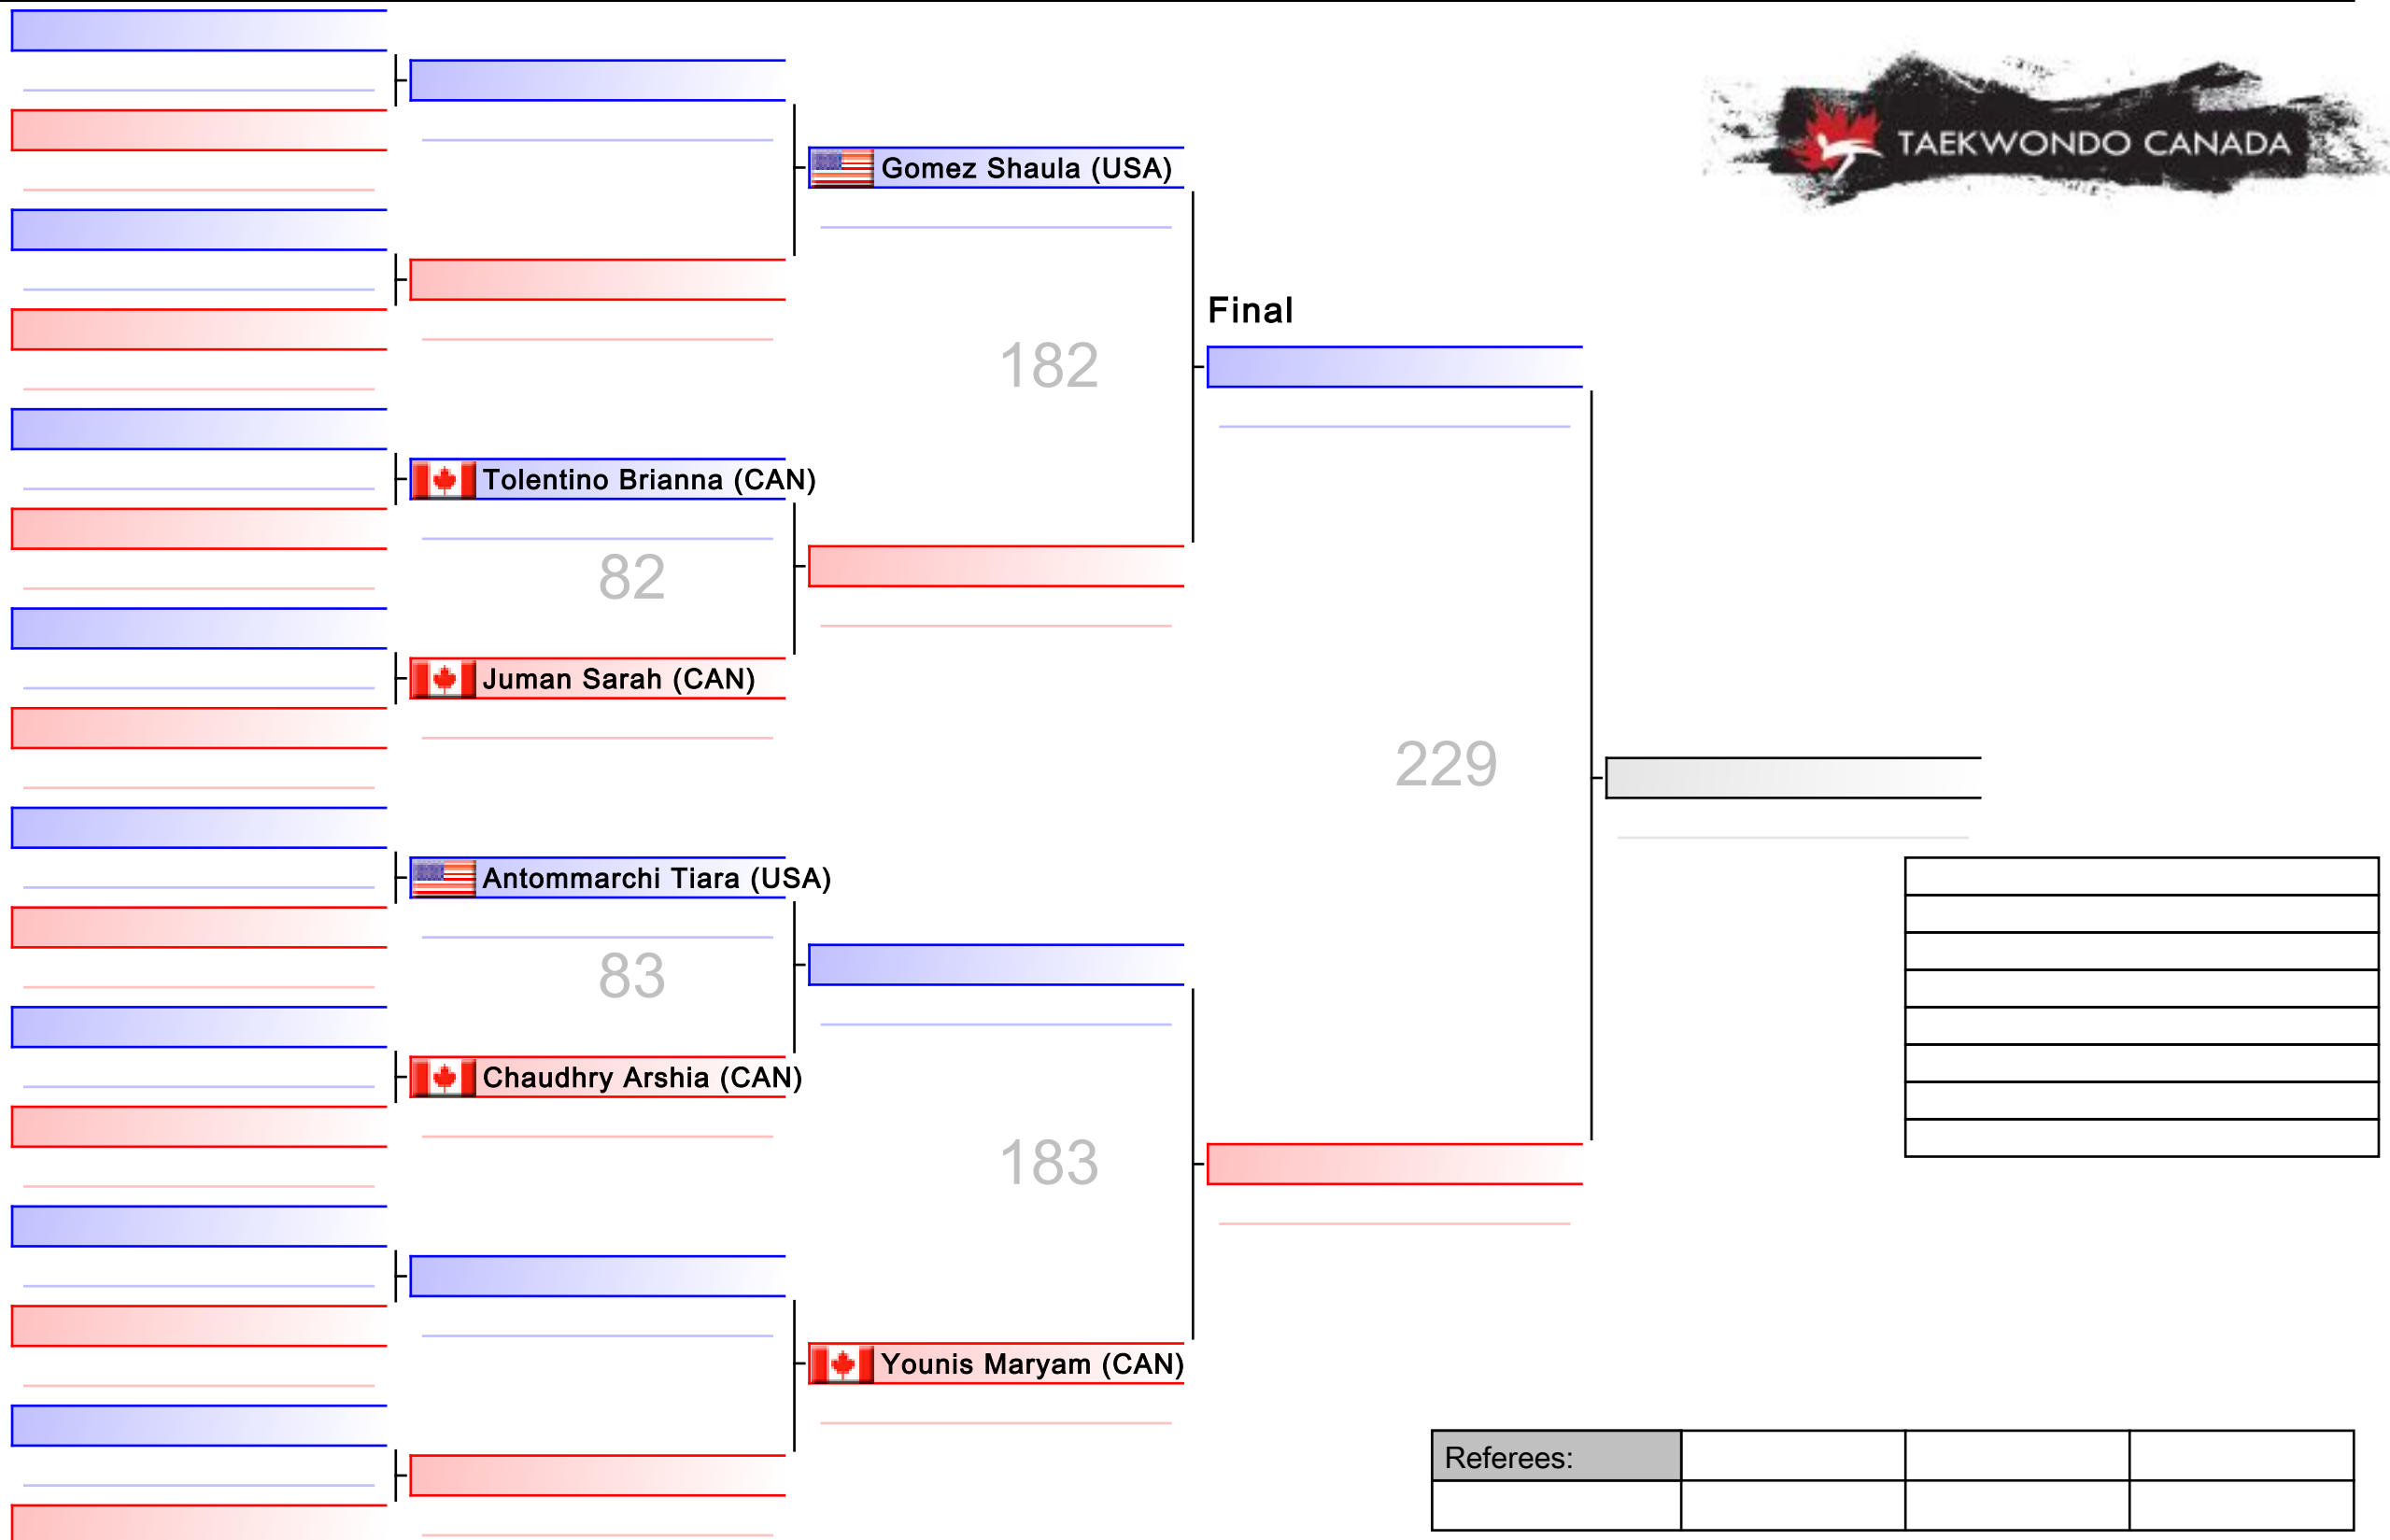 TAEKWONDO CANADA
Gomez Shaula (USA)
Final
182
Tolentino Brianna (CAN)
82
Juman Sarah (CAN)
229
Antommarchi Tiara (USA)
83
Chaudhry Arshia (CAN)
183
Younis Maryam (CAN)
Referees: